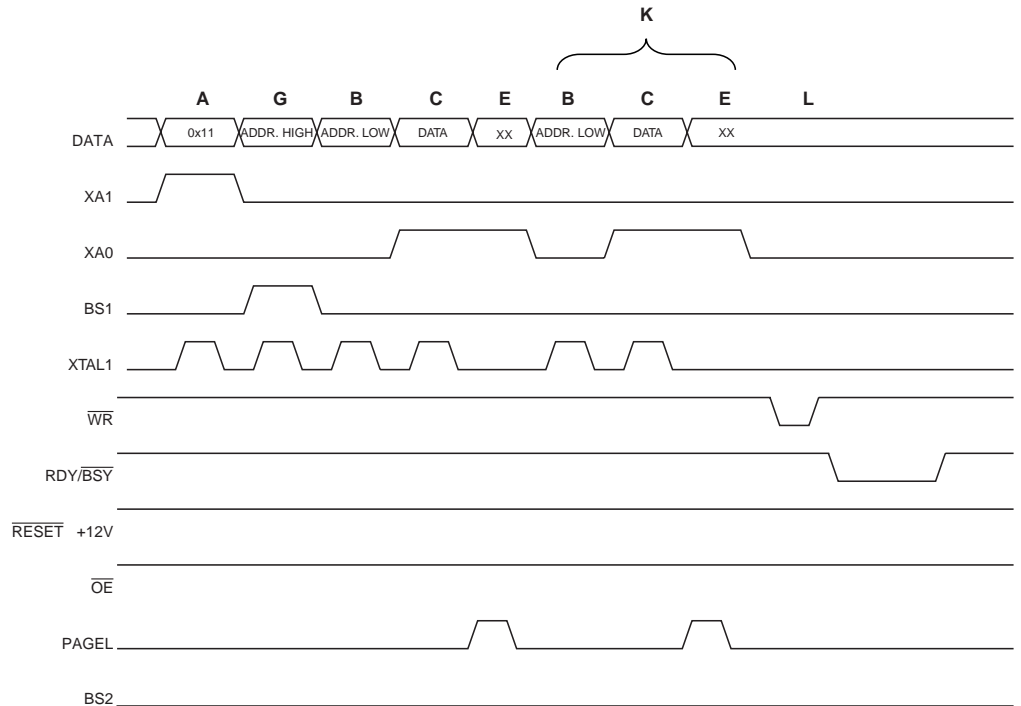 K
A G B C E B C E L
DATA 0x11 ADDR. HIGH ADDR. LOW DATA XX ADDR. LOW DATA XX
XA1
XA0
BS1
XTAL1
WR
RDY/BSY
RESET +12V
OE
PAGEL
BS2